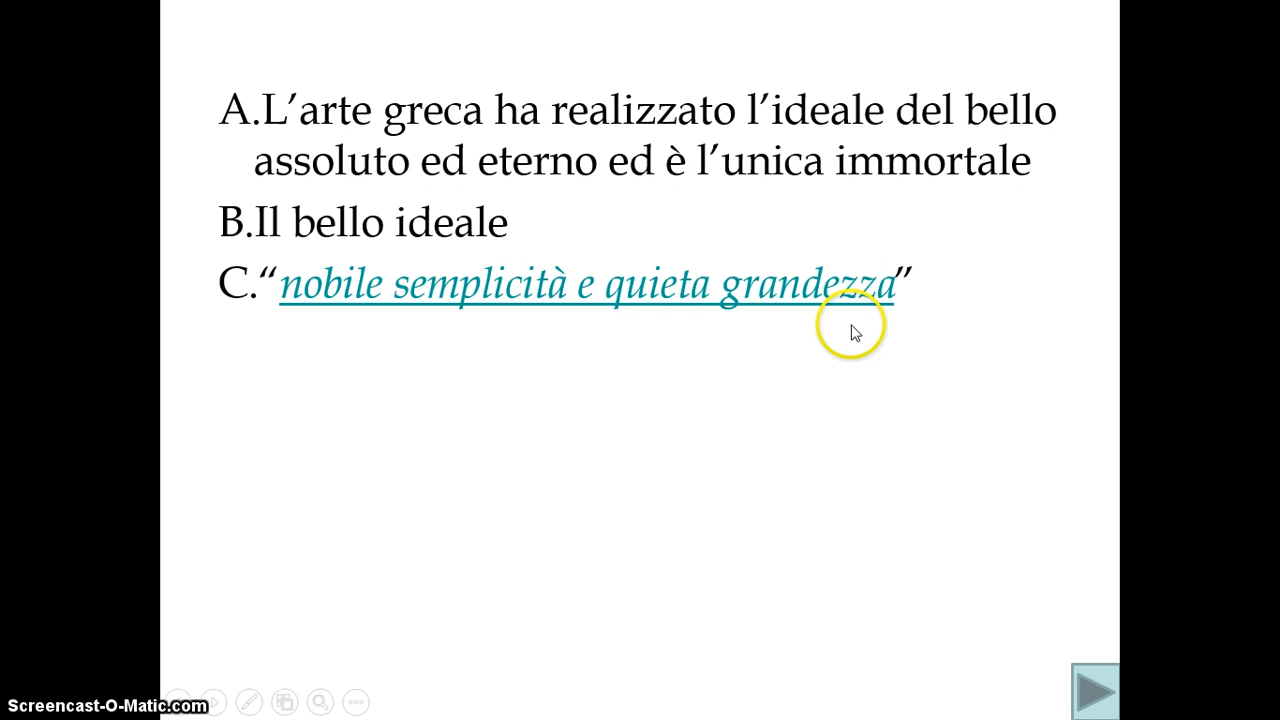 A.L’arte greca ha realizzato l’ideale del bello
assoluto ed eterno ed è l’unica immortale
B.Il bello ideale
C.“nobile semplicità e quieta grandezza”
Screencast-O-Matic.com